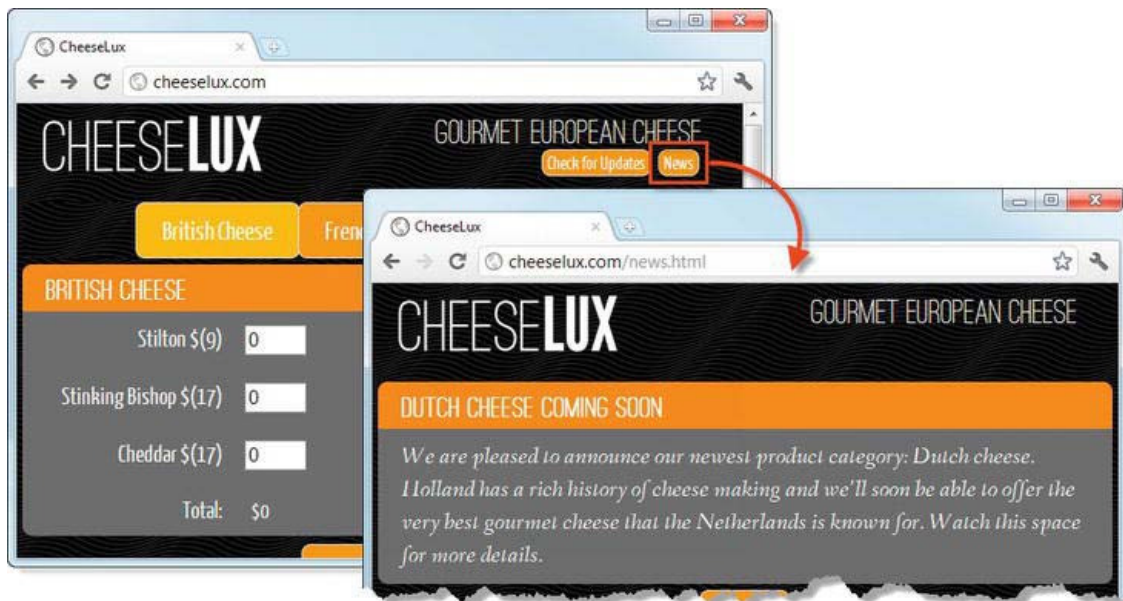 CheeseLux
cheeselux.com
CHEESELUX
GOURMET EUROPEAN CHEESE
Check for Updates
News
British Cheese
BRITISH CHEESE
Stilton $(9) 0
Stinking Bishop $(17) 0
Cheddar $(17) 0
Total: $0
CheeseLux
cheeselux.com/news.html
CHEESELUX
GOURMET EUROPEAN CHEESE
DUTCH CHEESE COMING SOON
We are pleased to announce our newest product category: Dutch cheese.
Holland has a rich history of cheese making and we'll soon be able to offer the
very best gourmet cheese that the Netherlands is known for. Watch this space
for more details.